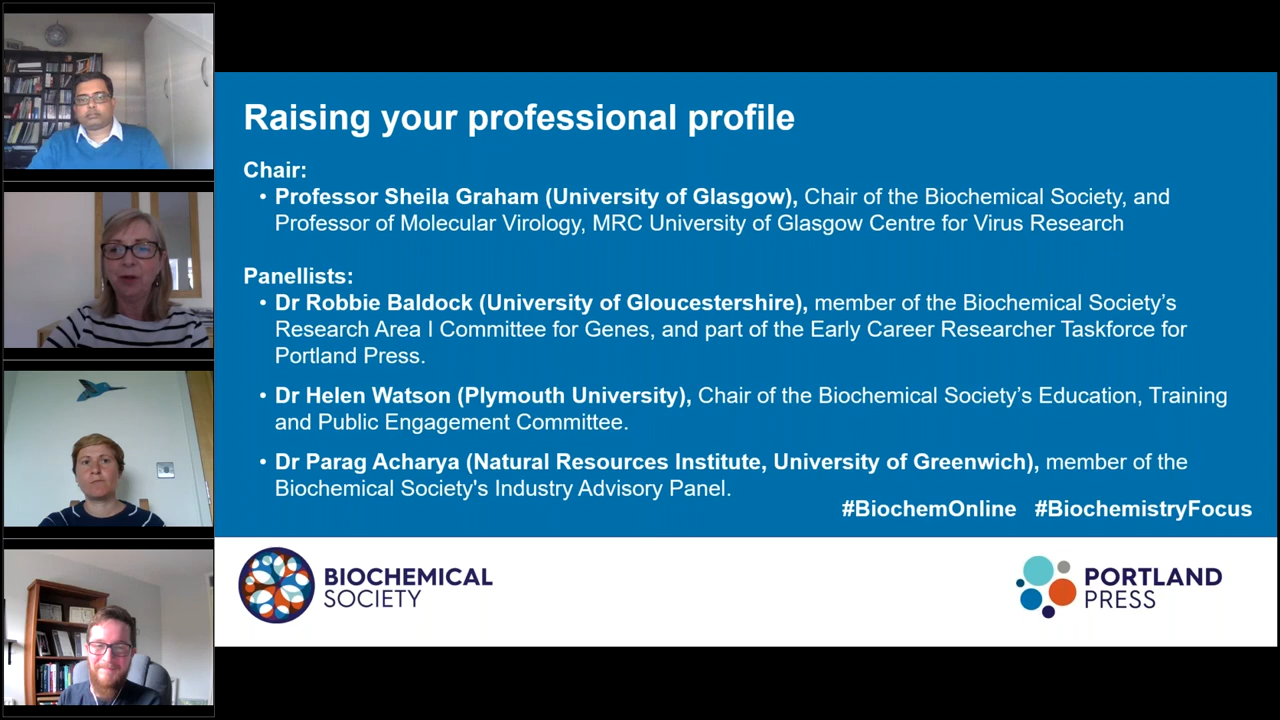 Raising your professional profile
Chair:
• Professor Sheila Graham (University of Glasgow), Chair of the Biochemical Society, and
Professor of Molecular Virology, MRC University of Glasgow Centre for Virus Research
Panellists:
• Dr Robbie Baldock (University of Gloucestershire), member of the Biochemical Society’s
Research Area I Committee for Genes, and part of the Early Career Researcher Taskforce for
Portland Press.
• Dr Helen Watson (Plymouth University), Chair of the Biochemical Society’s Education, Training
and Public Engagement Committee.
• Dr Parag Acharya (Natural Resources Institute, University of Greenwich), member of the
Biochemical Society's Industry Advisory Panel.
#BiochemOnline #BiochemistryFocus
BIOCHEMICAL
SOCIETY
PORTLAND
PRESS